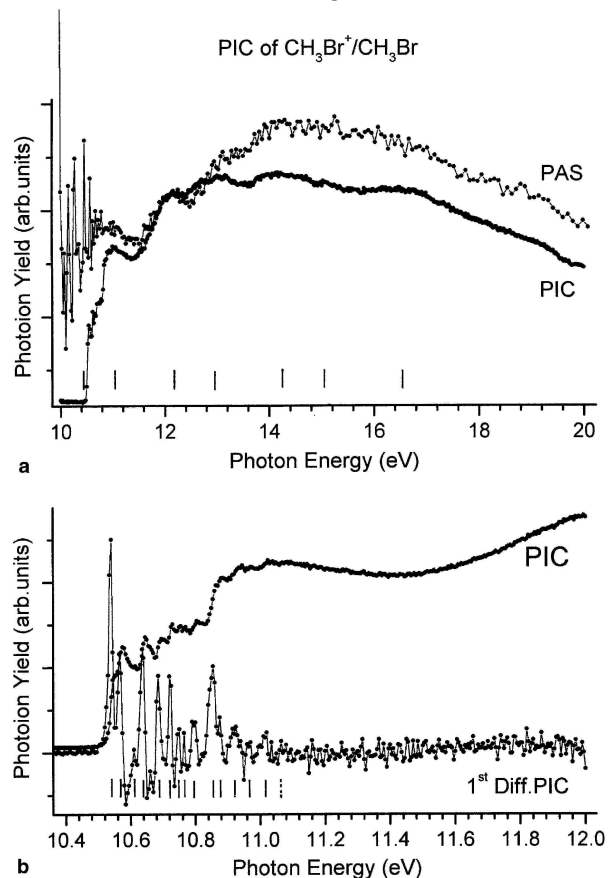 PIC of CH₃Br⁺/CH₃Br
PAS
PIC
Photoion Yield (arb.units)
10 12 14 16 18 20
Photon Energy (eV)
a
PIC
Photoion Yield (arb.units)
1ˢᵗ Diff.PIC
10.4 10.6 10.8 11.0 11.2 11.4 11.6 11.8 12.0
Photon Energy (eV)
b